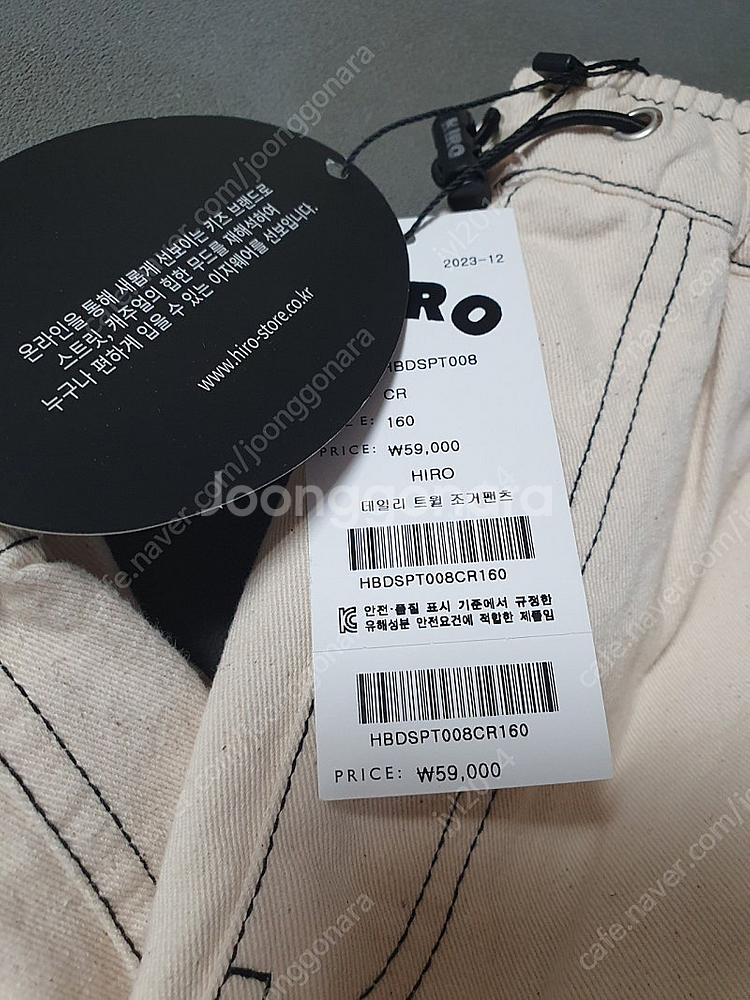 온라인을 통해 새롭게 선보이는 키즈 브랜드로
스트릿, 캐주얼의 힙한 무드를 재해석하여
누구나 편하게 입을 수 있는 이지웨어를 선보입니다.
www.hiro-store.co.kr
HIRO
2023-12
IRO
HBDSPT008
CR
E: 160
PRICE: ₩59,000
HIRO
데일리 트윌 조거팬츠
Joonggonara
HBDSPT008CR160
안전·품질 표시 기준에서 규정한
유해성분 안전요건에 적합한 제품임
HBDSPT008CR160
PRICE: ₩59,000
cafe.naver.com/joonggonara